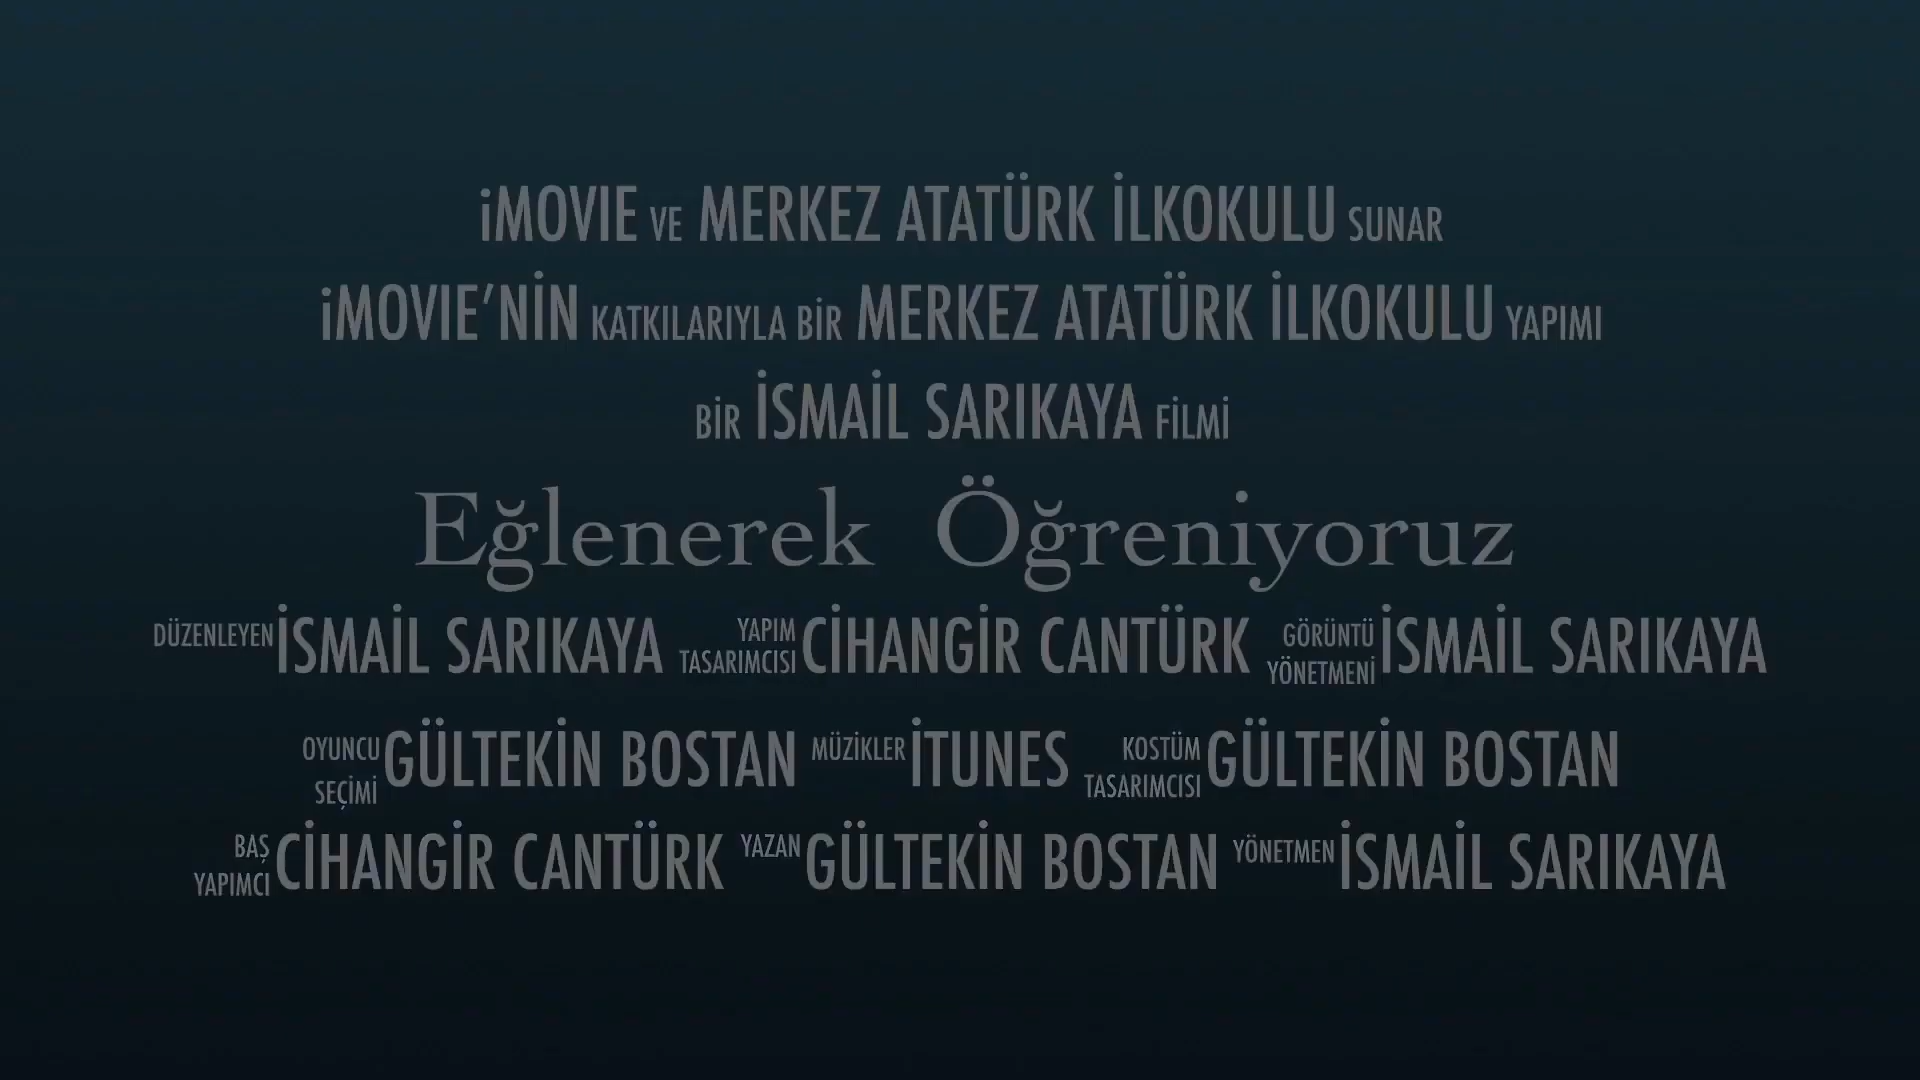 iMOVIE VE MERKEZ ATATÜRK İLKOKULU SUNAR
iMOVIE'NİN KATKILARIYLA BİR MERKEZ ATATÜRK İLKOKULU YAPIMI
BİR İSMAİL SARIKAYA FİLMİ
Eğlenerek Öğreniyoruz
DÜZENLEYEN İSMAİL SARIKAYA YAPIM TASARIMCISI CİHANGİR CANTÜRK GÖRÜNTÜ YÖNETMENİ İSMAİL SARIKAYA
OYUNCU SEÇİMİ GÜLTEKİN BOSTAN MÜZİKLER İTUNES KOSTÜM TASARIMCISI GÜLTEKİN BOSTAN
BAŞ YAPIMCI CİHANGİR CANTÜRK YAZAN GÜLTEKİN BOSTAN YÖNETMEN İSMAİL SARIKAYA